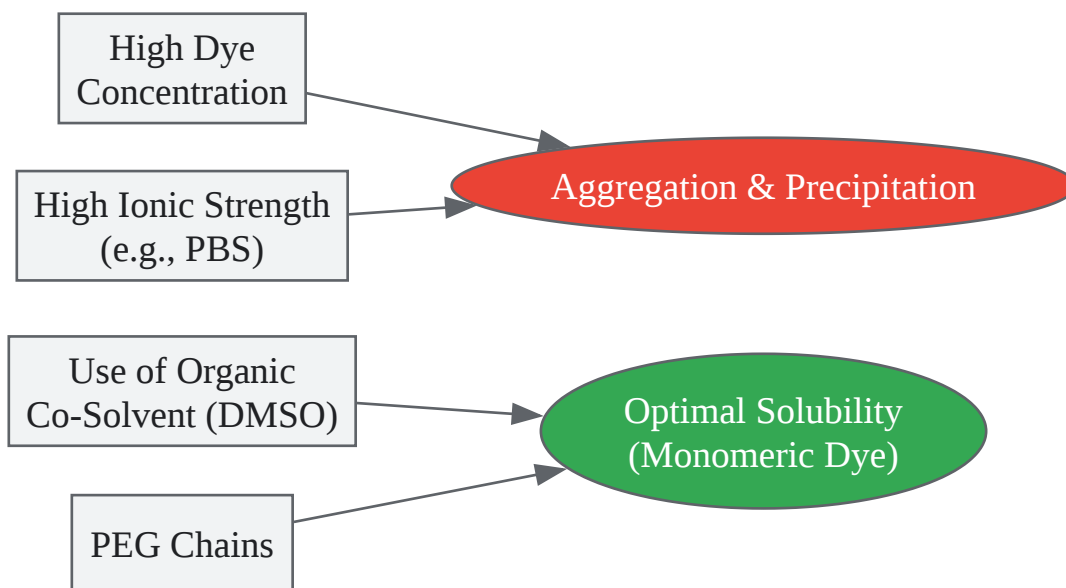 High Dye
Concentration
Aggregation & Precipitation
High Ionic Strength
(e.g., PBS)
Use of Organic
Co-Solvent (DMSO)
Optimal Solubility
(Monomeric Dye)
PEG Chains